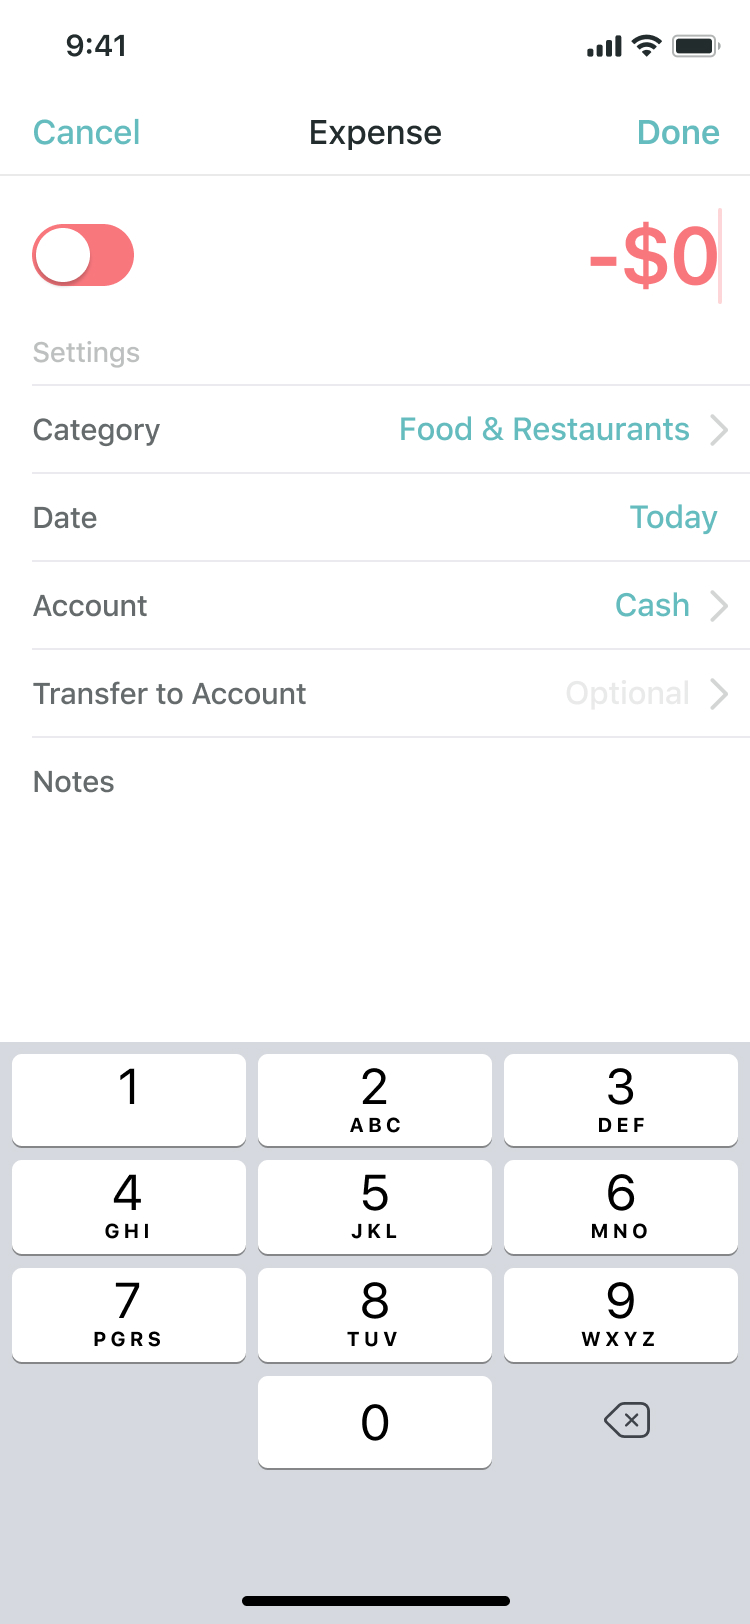 9:41
Cancel Expense Done
-$0
Settings
Category Food & Restaurants
Date Today
Account Cash
Transfer to Account Optional
Notes
1 2 3
ABC DEF
4 5 6
GHI JKL MNO
7 8 9
PGRS TUV WXYZ
0